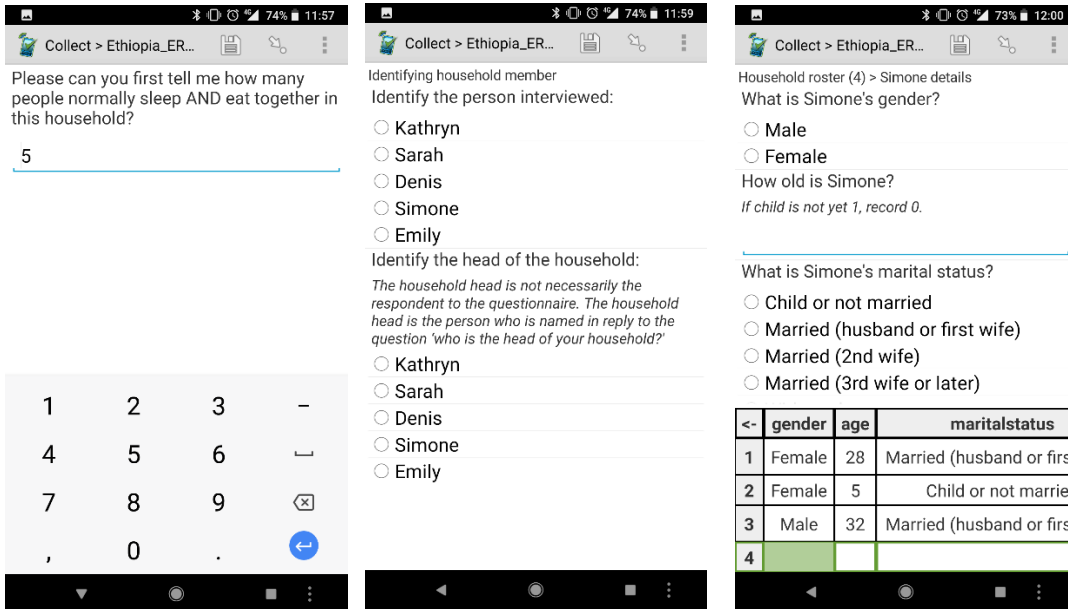 74% 11:57
Collect > Ethiopia_ER...
Please can you first tell me how many
people normally sleep AND eat together in
this household?
5
1 2 3 –
4 5 6
7 8 9
, 0 .
4G 74% 11:59
Collect > Ethiopia_ER...
Identifying household member
Identify the person interviewed:
Kathryn
Sarah
Denis
Simone
Emily
Identify the head of the household:
The household head is not necessarily the
respondent to the questionnaire. The household
head is the person who is named in reply to the
question 'who is the head of your household?'
Kathryn
Sarah
Denis
Simone
Emily
4G 73% 12:00
Collect > Ethiopia_ER...
Household roster (4) > Simone details
What is Simone's gender?
Male
Female
How old is Simone?
If child is not yet 1, record 0.
What is Simone's marital status?
Child or not married
Married (husband or first wife)
Married (2nd wife)
Married (3rd wife or later)
<- gender age maritalstatus
1 Female 28 Married (husband or firs
2 Female 5 Child or not marrie
3 Male 32 Married (husband or firs
4